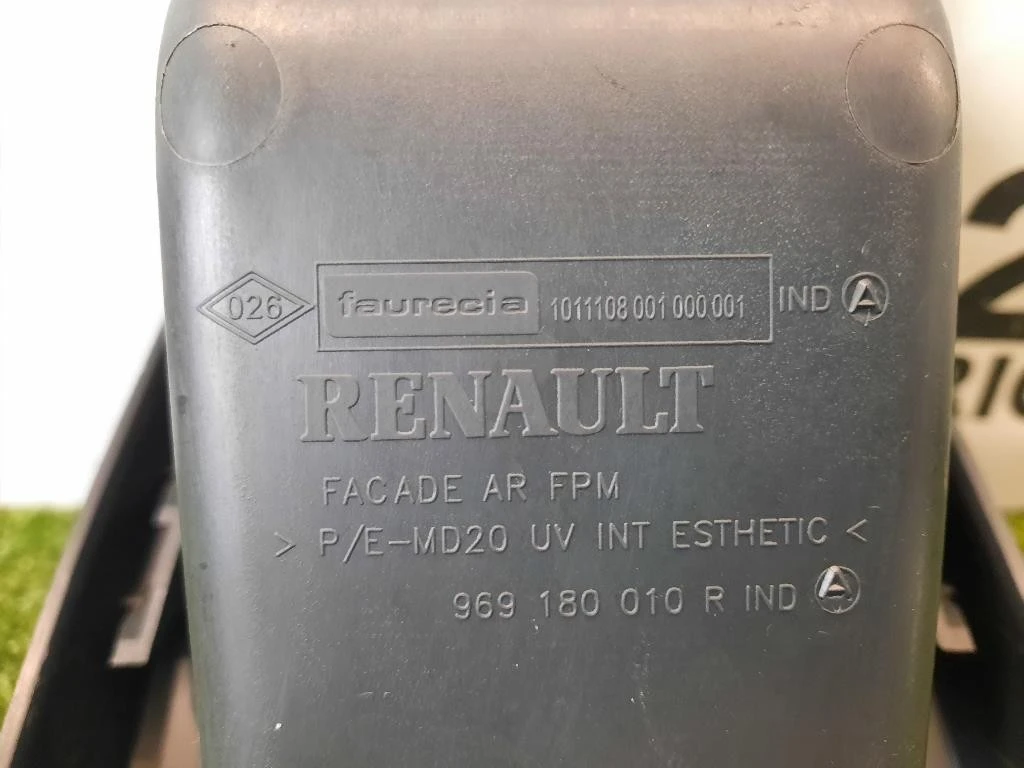 026 faurecia 1011108 001 000 001 IND A
RENAULT
FACADE AR FPM
> P/E-MD20 UV INT ESTHETIC <
969 180 010 R IND A
2